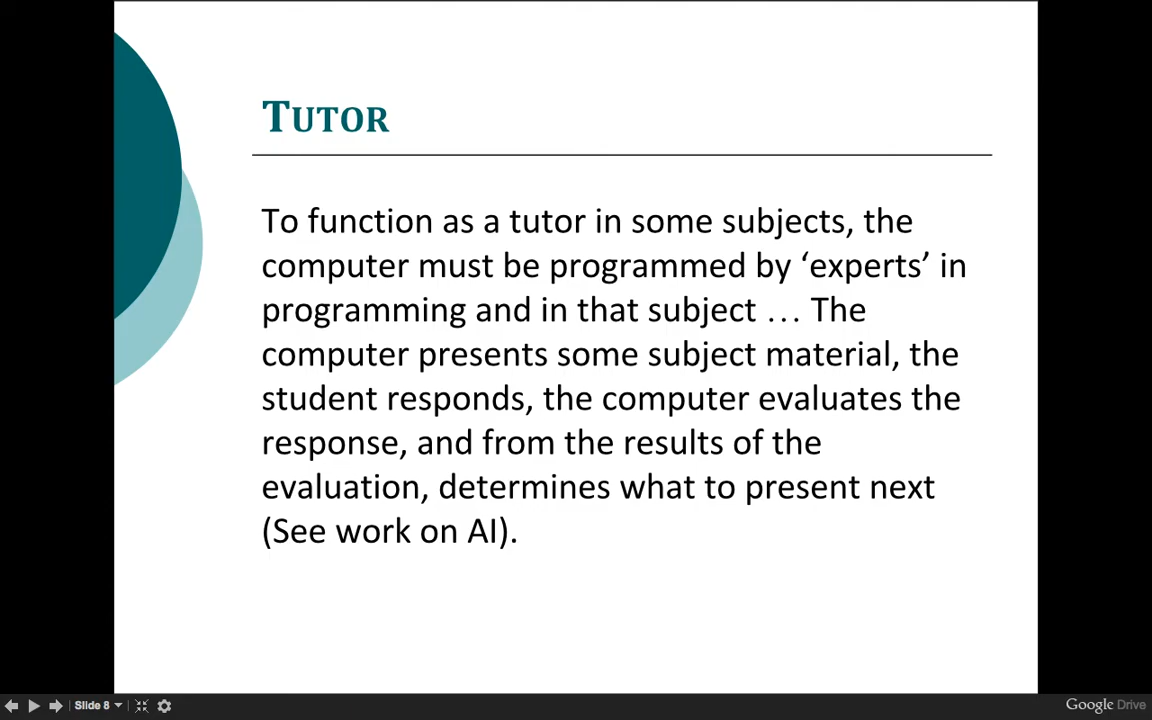 TUTOR
To function as a tutor in some subjects, the
computer must be programmed by ‘experts’ in
programming and in that subject … The
computer presents some subject material, the
student responds, the computer evaluates the
response, and from the results of the
evaluation, determines what to present next
(See work on AI).
Slide 8
Google Drive